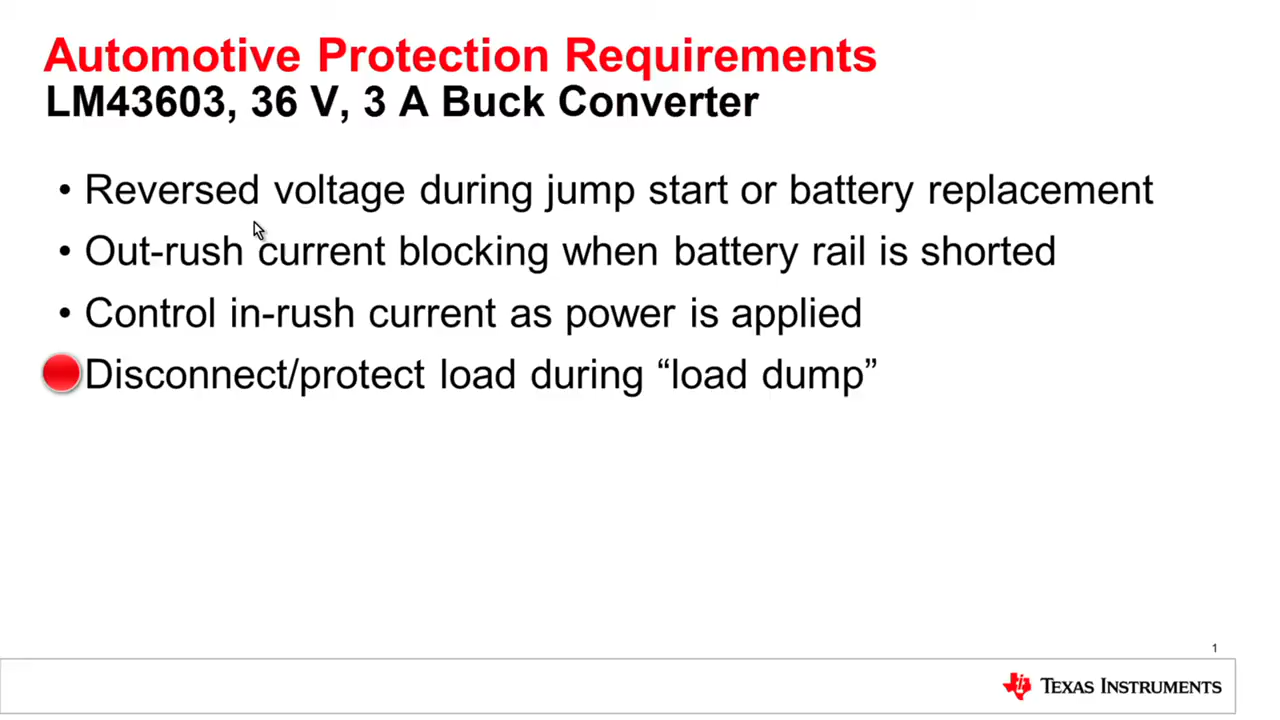 Automotive Protection Requirements
LM43603, 36 V, 3 A Buck Converter
• Reversed voltage during jump start or battery replacement
• Out-rush current blocking when battery rail is shorted
• Control in-rush current as power is applied
Disconnect/protect load during “load dump”
1
TEXAS INSTRUMENTS